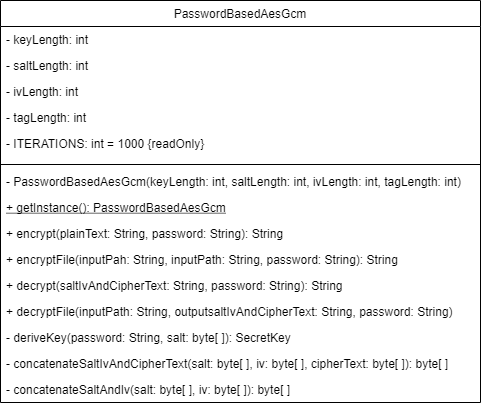 PasswordBasedAesGcm
- keyLength: int
- saltLength: int
- ivLength: int
- tagLength: int
- ITERATIONS: int = 1000 {readOnly}
- PasswordBasedAesGcm(keyLength: int, saltLength: int, ivLength: int, tagLength: int)
+ getInstance(): PasswordBasedAesGcm
+ encrypt(plainText: String, password: String): String
+ encryptFile(inputPah: String, inputPath: String, password: String): String
+ decrypt(saltIvAndCipherText: String, password: String): String
+ decryptFile(inputPath: String, outputsaltIvAndCipherText: String, password: String)
- deriveKey(password: String, salt: byte[ ]): SecretKey
- concatenateSaltIvAndCipherText(salt: byte[ ], iv: byte[ ], cipherText: byte[ ]): byte[ ]
- concatenateSaltAndIv(salt: byte[ ], iv: byte[ ]): byte[ ]